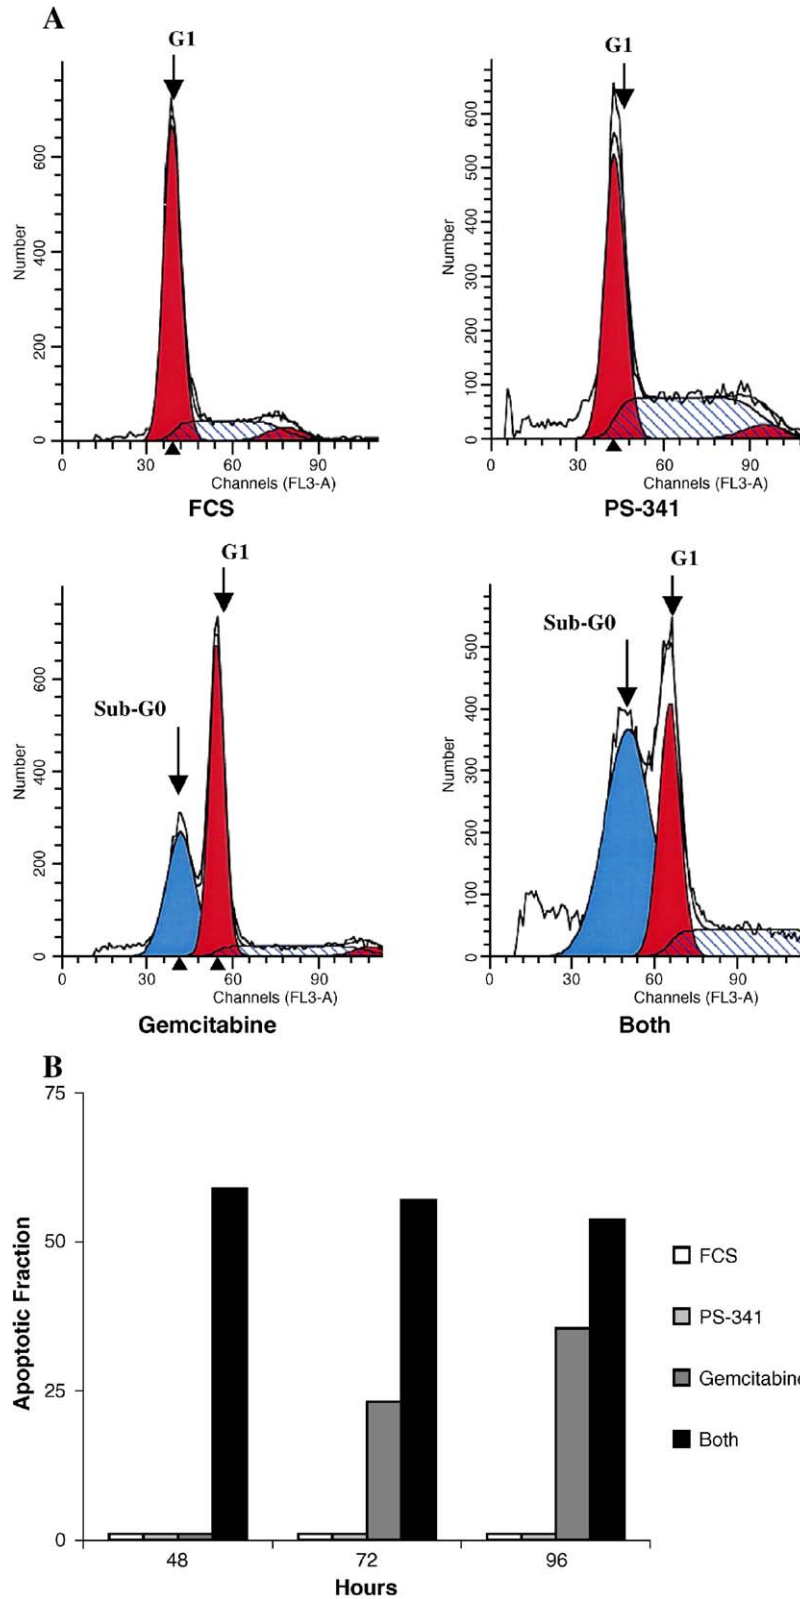 A
G1
G1
Number
600
400
200
0
0 30 60 90
Channels (FL3-A)
FCS
Number
600
500
400
300
200
100
0
0 30 60 90
Channels (FL3-A)
PS-341
G1
Sub-G0
Number
600
400
200
0
0 30 60 90
Channels (FL3-A)
Gemcitabine
G1
Sub-G0
Number
500
400
300
200
100
0
0 30 60 90
Channels (FL3-A)
Both
B
Apoptotic Fraction
75
50
25
0
48 72 96
Hours
FCS
PS-341
Gemcitabine
Both